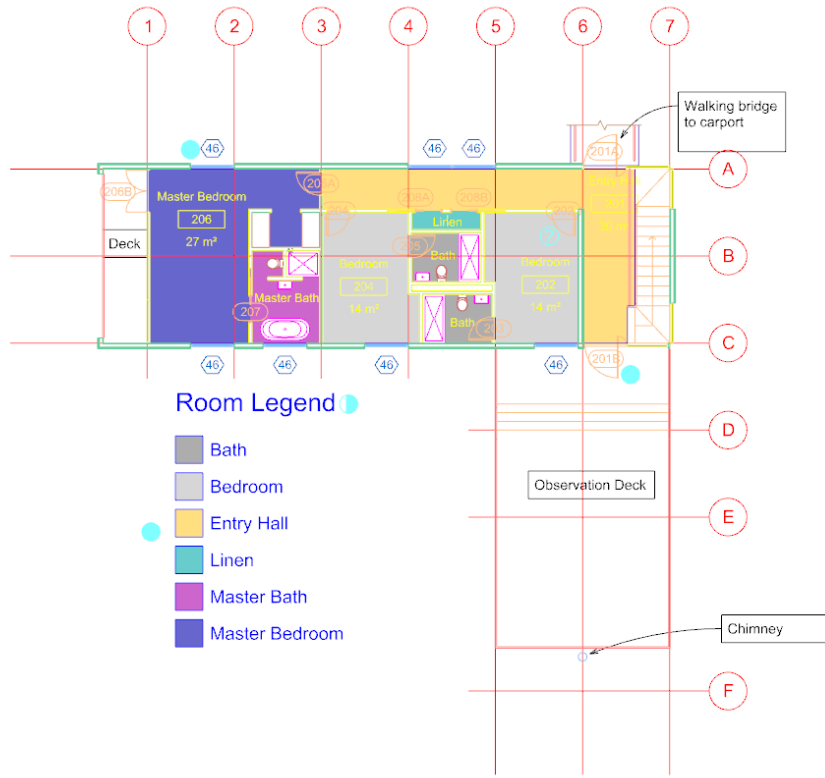 1 2 3 4 5 6 7
Walking bridge
to carport
46 46 46
201A
A
206B
Master Bedroom
206
27 m²
Deck
204
206A
208A
208B
202
Linen
B
205
Bath
Bedroom
204
14 m²
Bedroom
202
14 m²
Master Bath
207
Bath
C
201B
46 46 46 46
Room Legend
Bath
Bedroom
Entry Hall
Linen
Master Bath
Master Bedroom
D
Observation Deck
E
Chimney
F